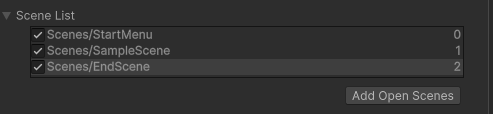 Scene List
Scenes/StartMenu 0
Scenes/SampleScene 1
Scenes/EndScene 2
Add Open Scenes